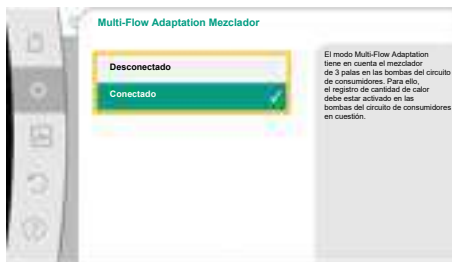 Multi-Flow Adaptation Mezclador
Desconectado
Conectado
El modo Multi-Flow Adaptation
tiene en cuenta el mezclador
de 3 palas en las bombas del circuito
de consumidores. Para ello,
el registro de cantidad de calor
debe estar activado en las
bombas del circuito de consumidores
en cuestión.